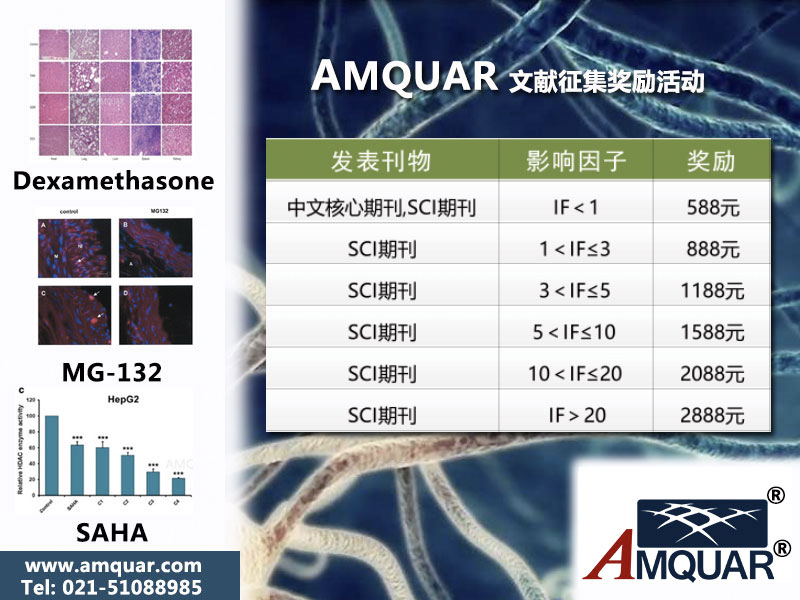 Dexamethasone
control MG132
A B
C D
MG-132
C
HepG2
Relative HDAC enzyme activity
120
100
80
60
40
20
0
*** *** *** *** ***
Control SAHA C1 C2 C3 C4
SAHA
www.amquar.com
Tel: 021-51088985
AMQUAR 文献征集奖励活动
发表刊物 影响因子 奖励
中文核心期刊,SCI期刊 IF<1 588元
SCI期刊 1<IF≤3 888元
SCI期刊 3<IF≤5 1188元
SCI期刊 5<IF≤10 1588元
SCI期刊 10<IF≤20 2088元
SCI期刊 IF>20 2888元
®
AMQUAR®